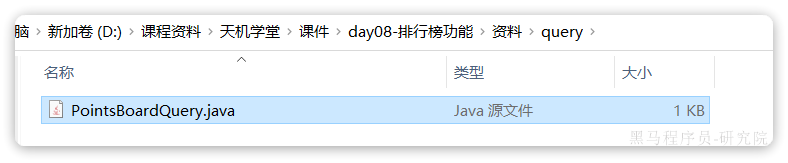 脑 › 新加卷 (D:) › 课程资料 › 天机学堂 › 课件 › day08-排行榜功能 › 资料 › query ›
名称 类型 大小
PointsBoardQuery.java Java 源文件 1 KB
黑马程序员-研究院